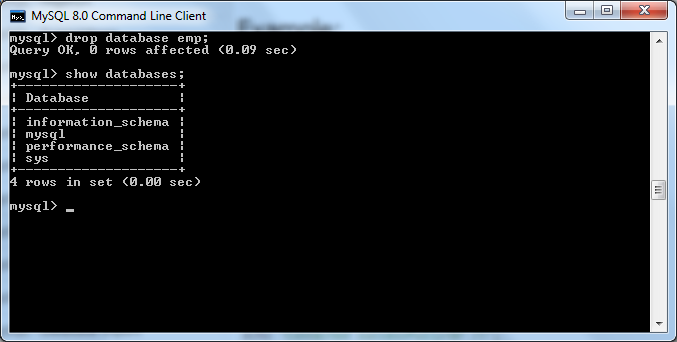 Example:
MySQL 8.0 Command Line Client
mysql> drop database emp;
Query OK, 0 rows affected (0.09 sec)
mysql> show databases;
+--------------------+
| Database           |
+--------------------+
| information_schema |
| mysql              |
| performance_schema |
| sys                |
+--------------------+
4 rows in set (0.00 sec)
mysql> _